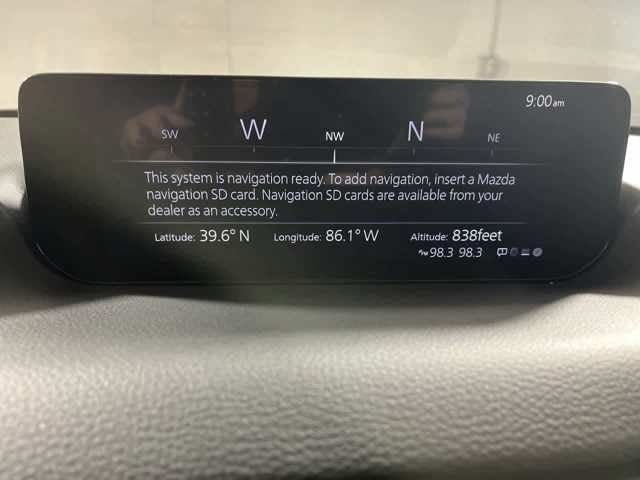 9:00am
SW W NW N NE
This system is navigation ready. To add navigation, insert a Mazda
navigation SD card. Navigation SD cards are available from your
dealer as an accessory.
Latitude: 39.6° N Longitude: 86.1° W Altitude: 838feet
98.3 98.3